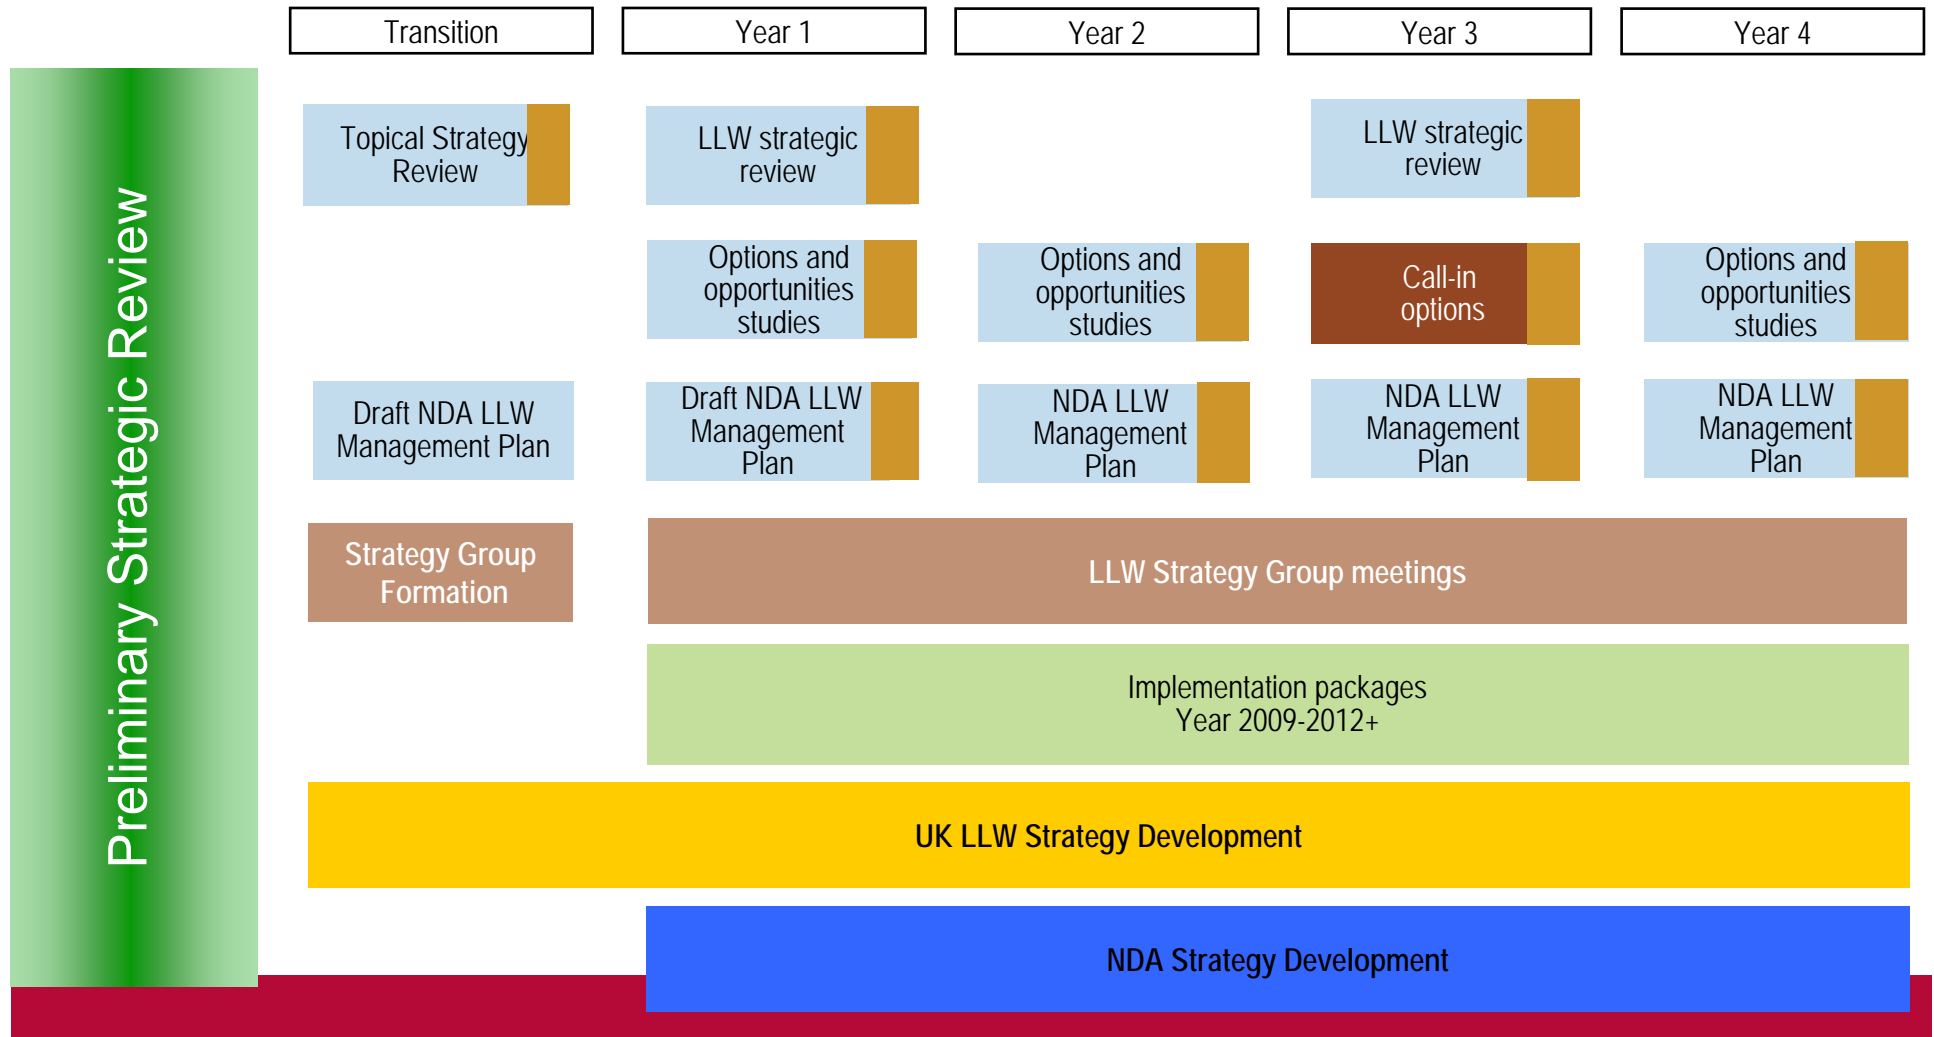 Transition
Year 1
Year 2
Year 3
Year 4
Preliminary Strategic Review
Topical Strategy
Review
LLW strategic
review
LLW strategic
review
Options and
opportunities
studies
Options and
opportunities
studies
Call-in
options
Options and
opportunities
studies
Draft NDA LLW
Management Plan
Draft NDA LLW
Management
Plan
NDA LLW
Management
Plan
NDA LLW
Management
Plan
NDA LLW
Management
Plan
Strategy Group
Formation
LLW Strategy Group meetings
Implementation packages
Year 2009-2012+
UK LLW Strategy Development
NDA Strategy Development